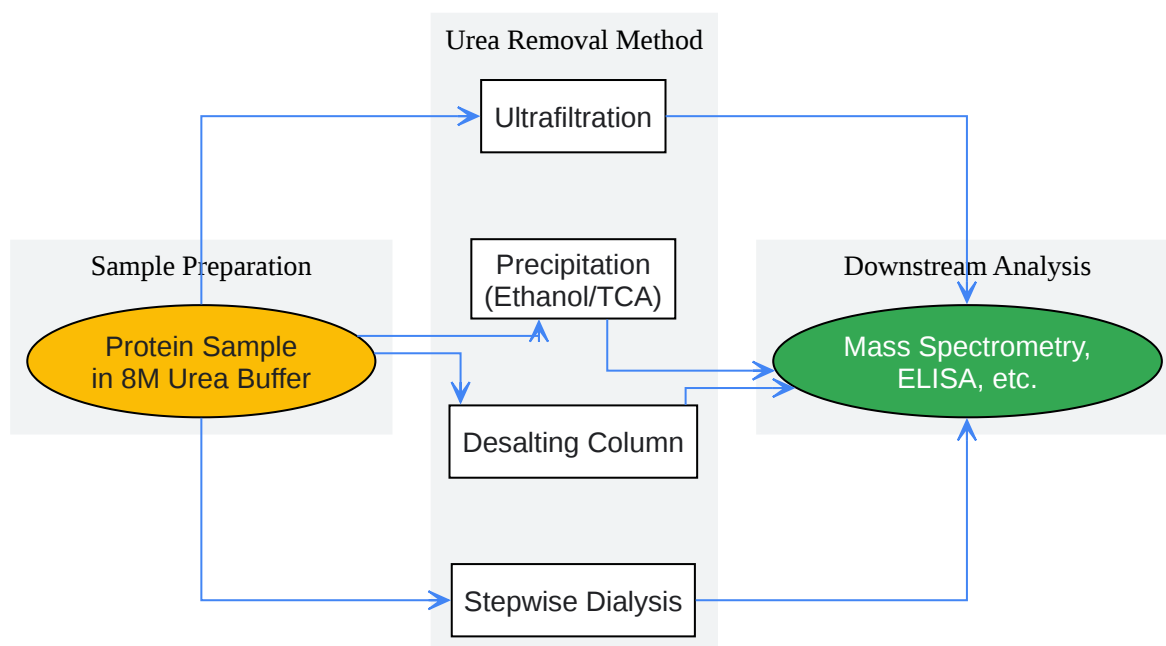 Urea Removal Method
Ultrafiltration
Sample Preparation
Protein Sample
in 8M Urea Buffer
Precipitation
(Ethanol/TCA)
Desalting Column
Stepwise Dialysis
Downstream Analysis
Mass Spectrometry,
ELISA, etc.